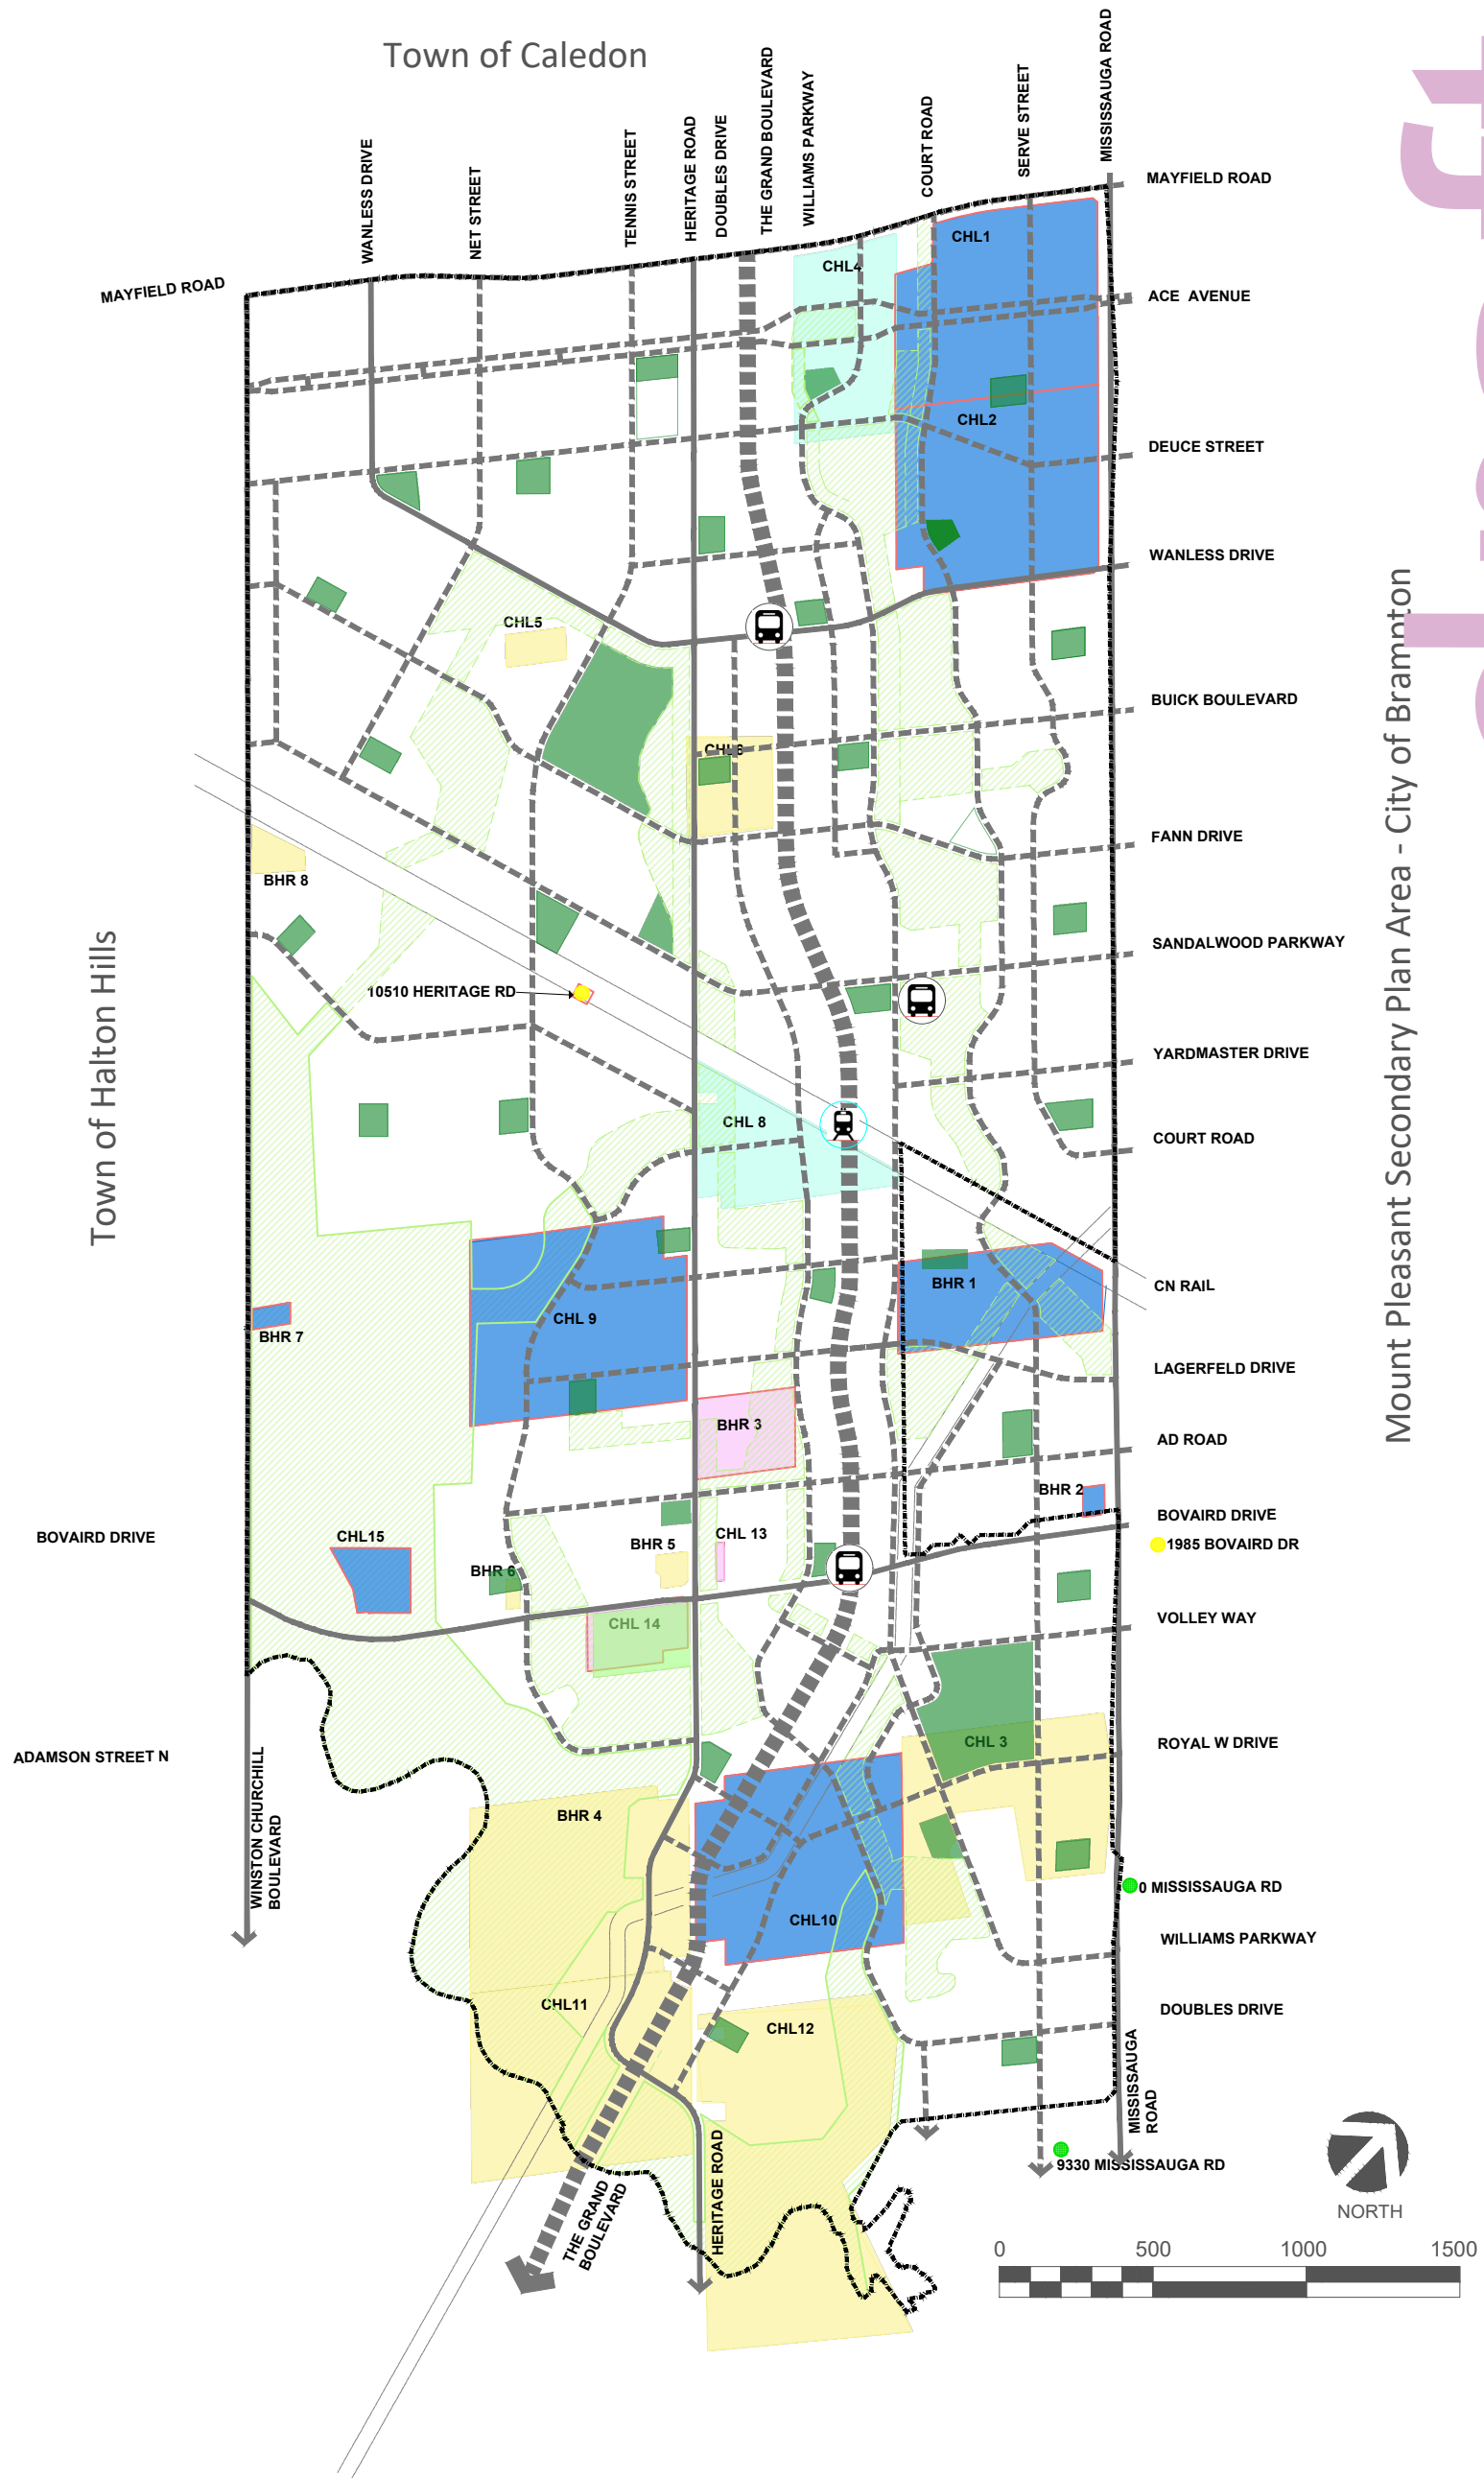 Town of Caledon
WANLESS DRIVE
NET STREET
TENNIS STREET
HERITAGE ROAD
DOUBLES DRIVE
THE GRAND BOULEVARD
WILLIAMS PARKWAY
COURT ROAD
SERVE STREET
MISSISSAUGA ROAD
MAYFIELD ROAD
MAYFIELD ROAD
CHL1
CHL4
ACE AVENUE
CHL2
DEUCE STREET
WANLESS DRIVE
CHL5
BUICK BOULEVARD
CHL6
FANN DRIVE
BHR 8
SANDALWOOD PARKWAY
10510 HERITAGE RD
YARDMASTER DRIVE
CHL 8
COURT ROAD
Town of Halton Hills
Mount Pleasant Secondary Plan Area - City of Brampton
CN RAIL
BHR 1
BHR 7
CHL 9
LAGERFELD DRIVE
BHR 3
AD ROAD
BHR 2
BOVAIRD DRIVE
BOVAIRD DRIVE
CHL15
CHL 13
BHR 5
1985 BOVAIRD DR
BHR 6
VOLLEY WAY
CHL 14
CHL 3
ROYAL W DRIVE
ADAMSON STREET N
WINSTON CHURCHILL
BOULEVARD
BHR 4
0 MISSISSAUGA RD
CHL10
WILLIAMS PARKWAY
CHL11
CHL12
DOUBLES DRIVE
MISSISSAUGA
ROAD
HERITAGE ROAD
9330 MISSISSAUGA RD
THE GRAND
BOULEVARD
NORTH
0 500 1000 1500